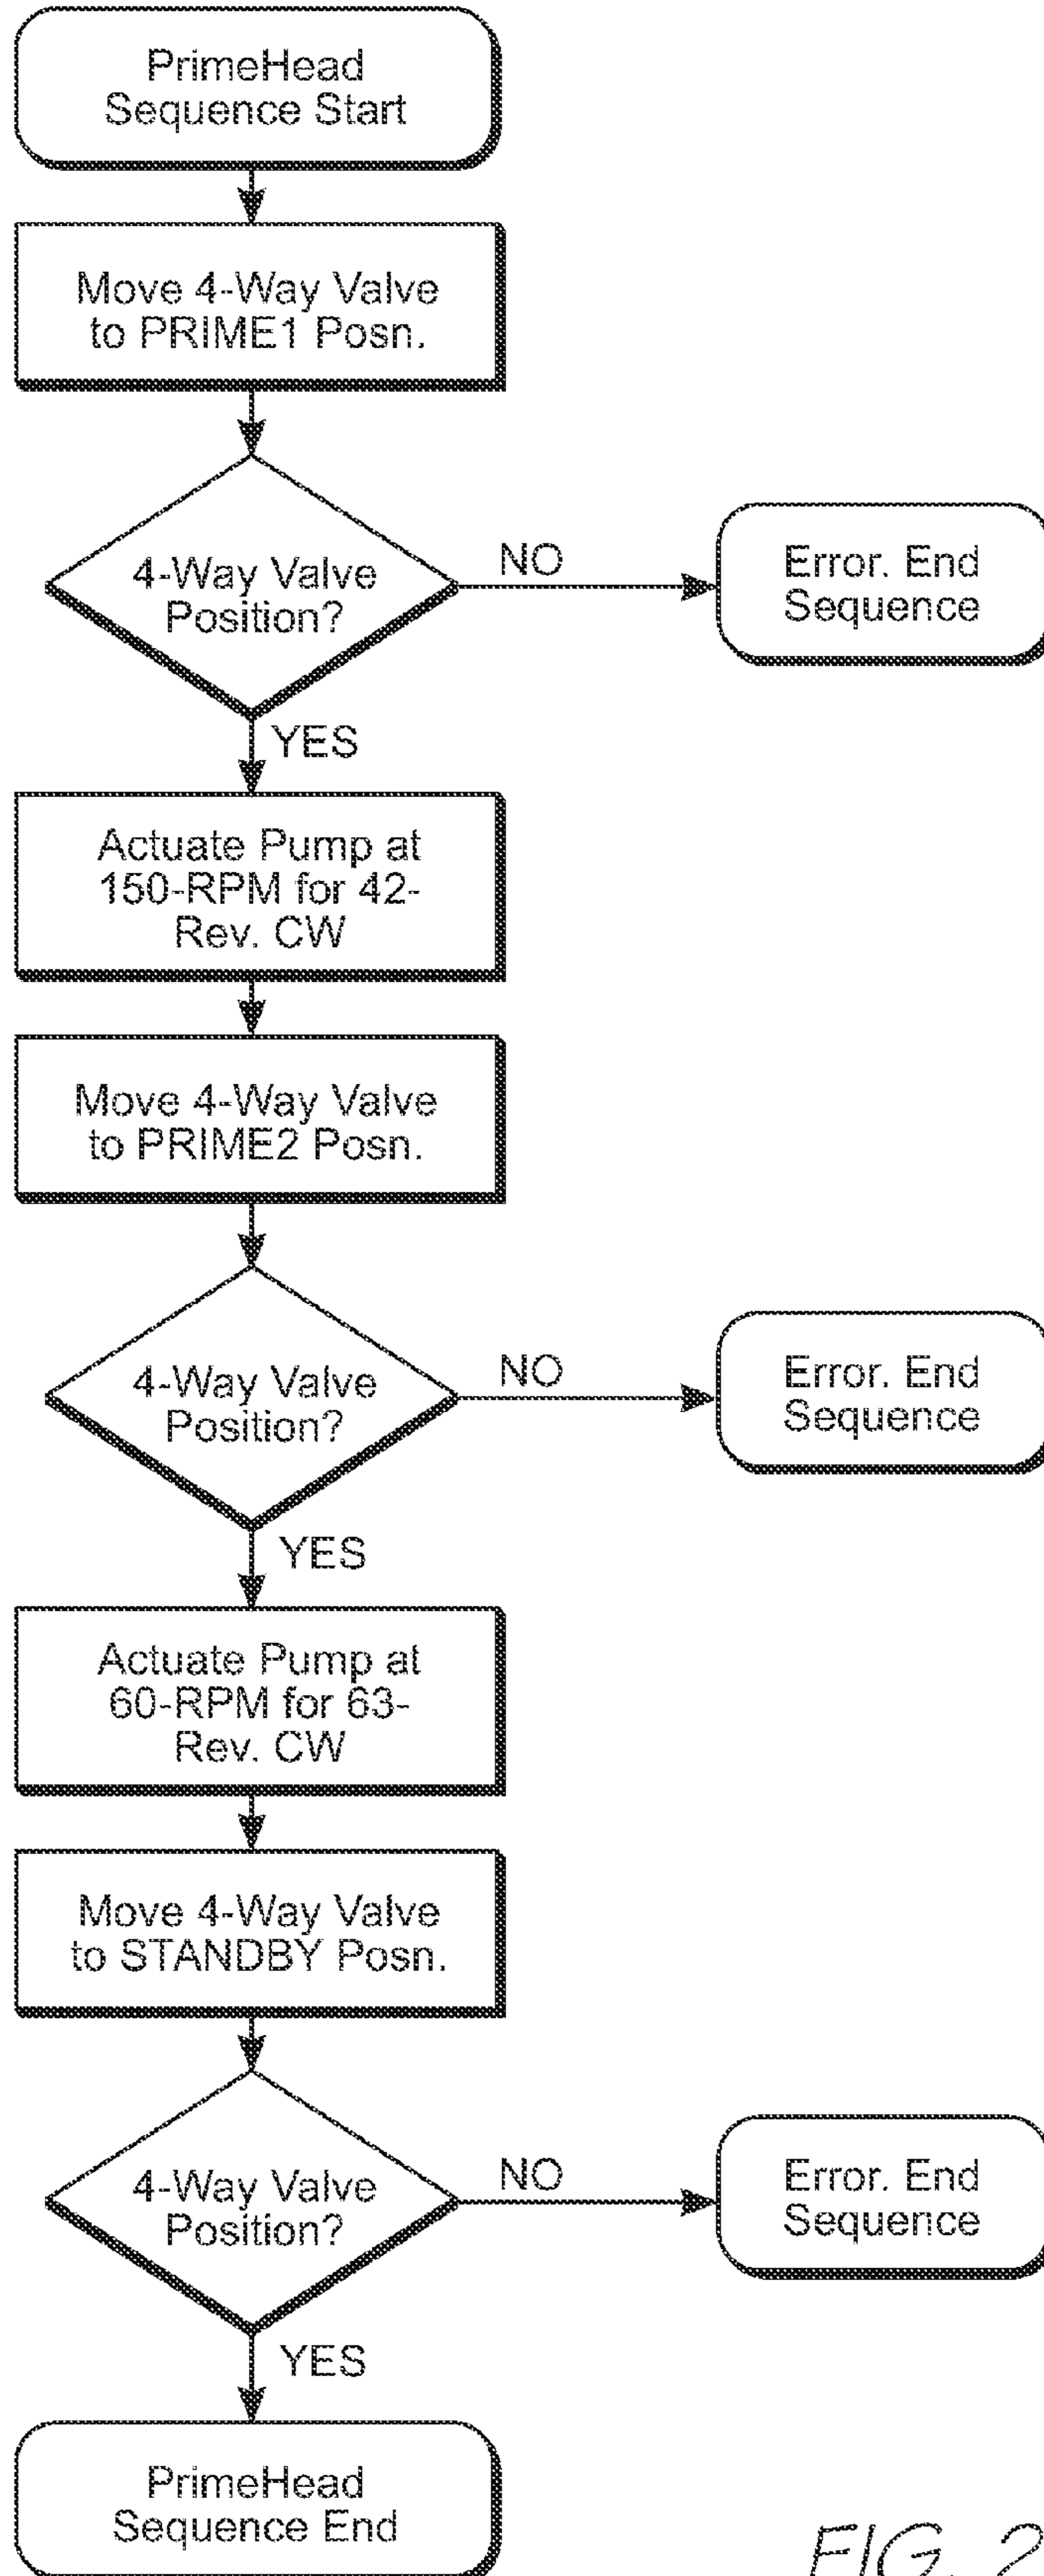 PrimeHead
Sequence Start
Move 4-Way Valve
to PRIME1 Posn.
4-Way Valve
Position?
NO
Error. End
Sequence
YES
Actuate Pump at
150-RPM for 42-
Rev. CW
Move 4-Way Valve
to PRIME2 Posn.
4-Way Valve
Position?
NO
Error. End
Sequence
YES
Actuate Pump at
60-RPM for 63-
Rev. CW
Move 4-Way Valve
to STANDBY Posn.
4-Way Valve
Position?
NO
Error. End
Sequence
YES
PrimeHead
Sequence End
FIG. 2